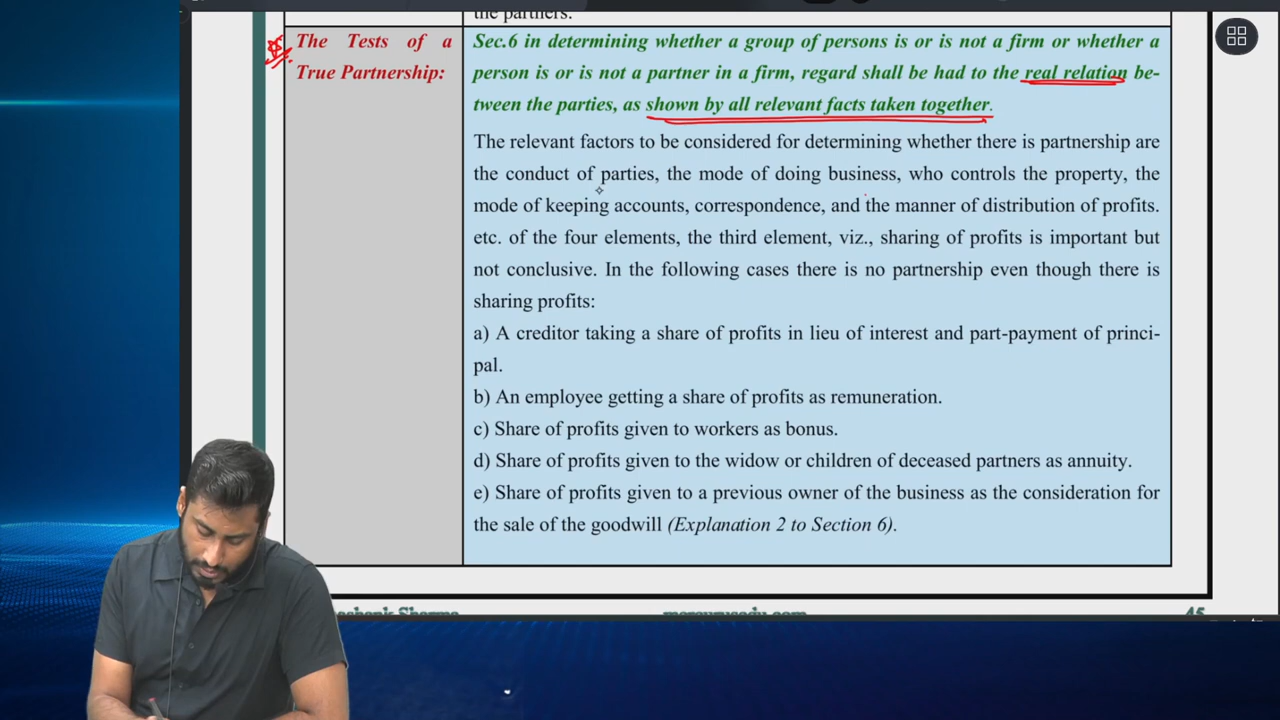 the partners.
The Tests of a
True Partnership:
Sec.6 in determining whether a group of persons is or is not a firm or whether a
person is or is not a partner in a firm, regard shall be had to the real relation be-
tween the parties, as shown by all relevant facts taken together.
The relevant factors to be considered for determining whether there is partnership are
the conduct of parties, the mode of doing business, who controls the property, the
mode of keeping accounts, correspondence, and the manner of distribution of profits.
etc. of the four elements, the third element, viz., sharing of profits is important but
not conclusive. In the following cases there is no partnership even though there is
sharing profits:
a) A creditor taking a share of profits in lieu of interest and part-payment of princi-
pal.
b) An employee getting a share of profits as remuneration.
c) Share of profits given to workers as bonus.
d) Share of profits given to the widow or children of deceased partners as annuity.
e) Share of profits given to a previous owner of the business as the consideration for
the sale of the goodwill (Explanation 2 to Section 6).
Sharma
45